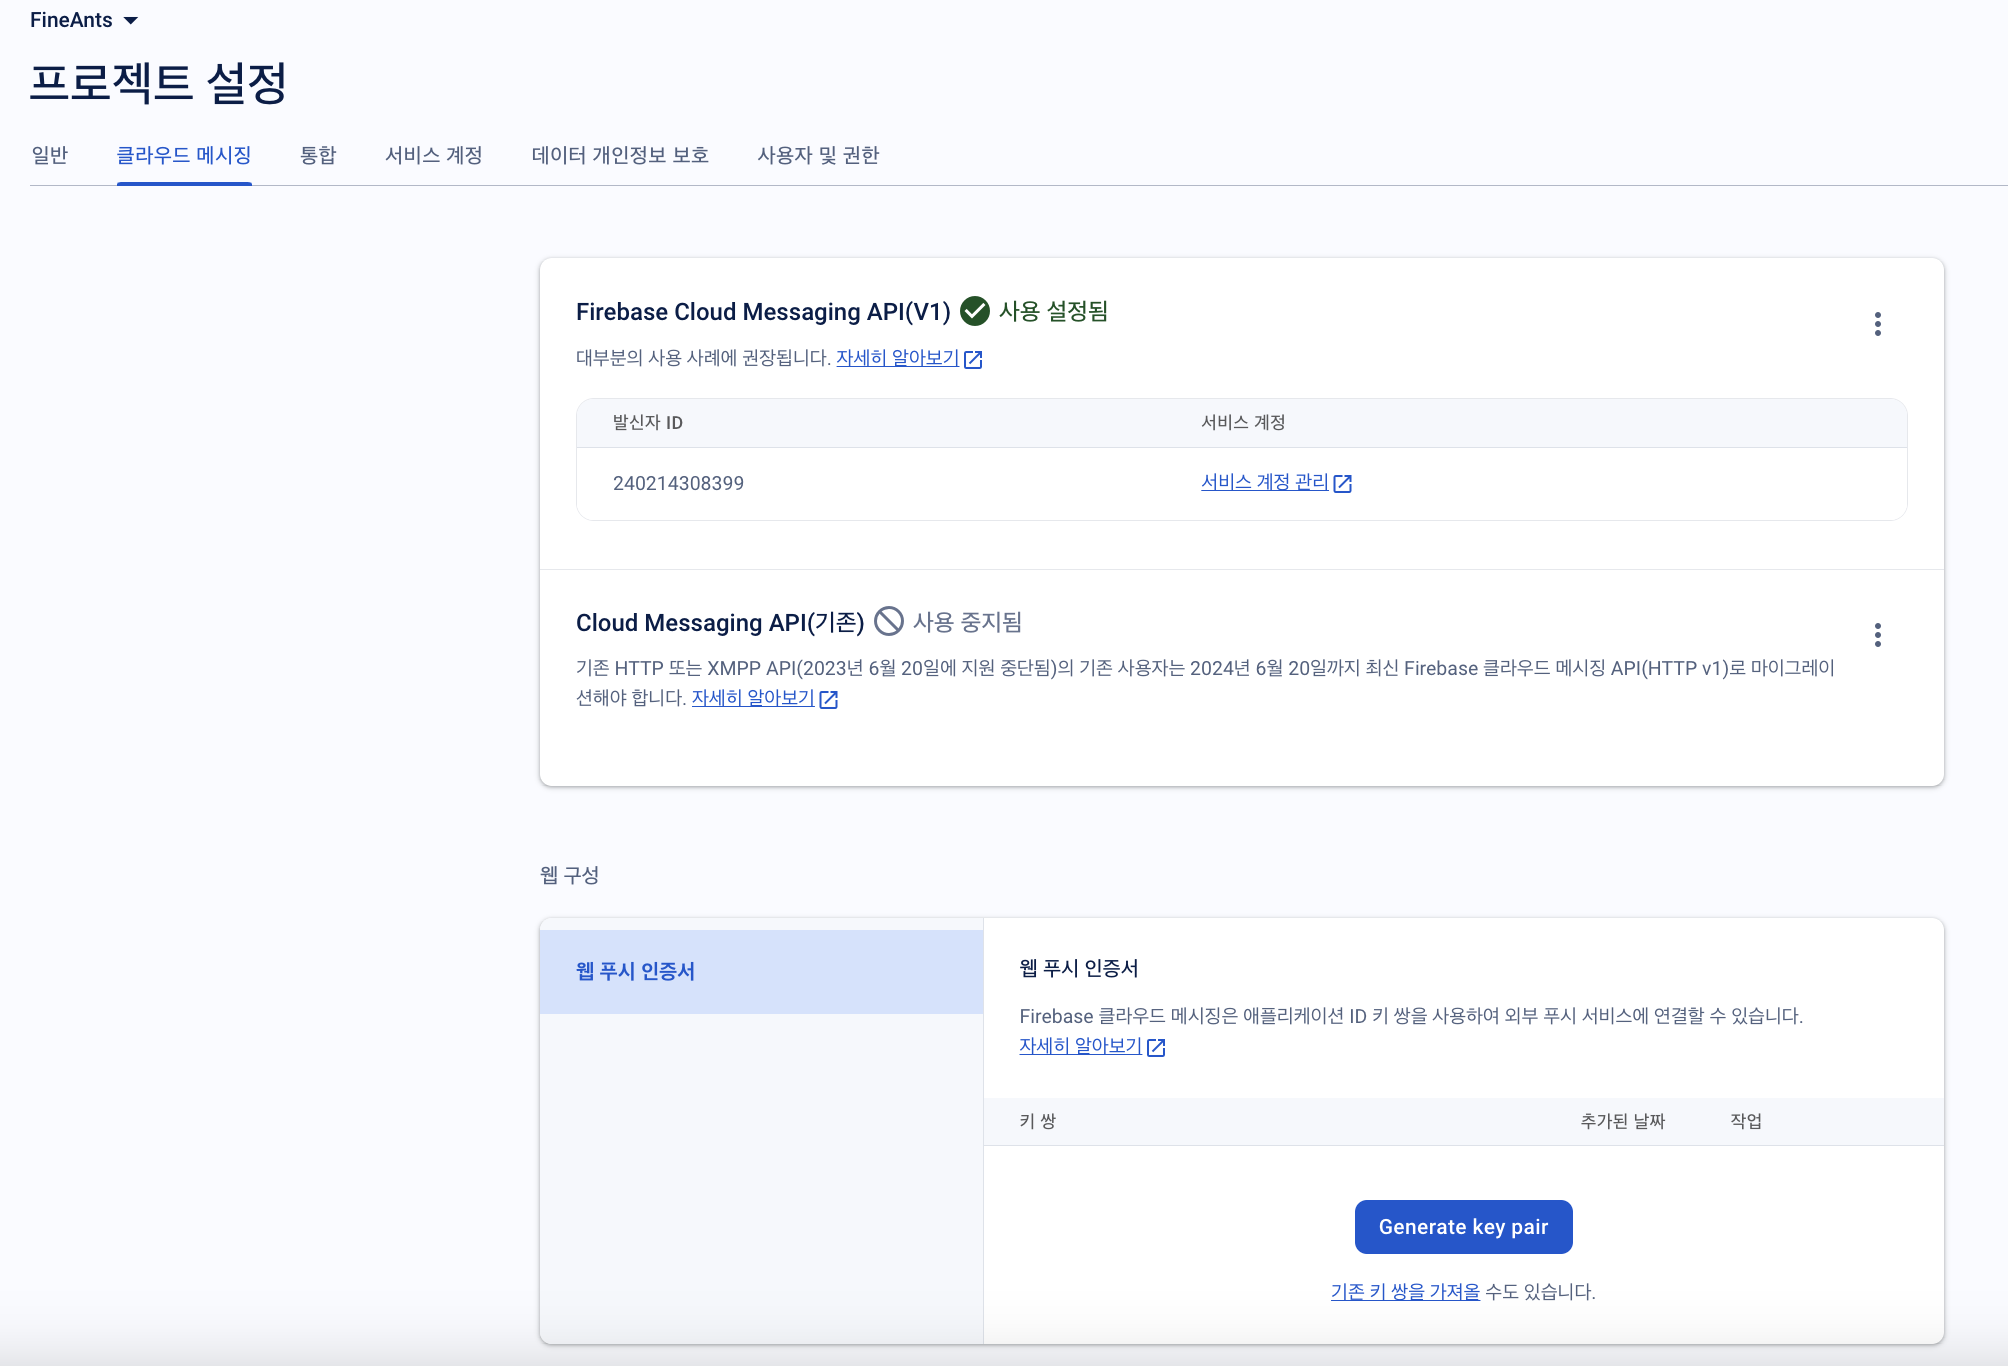 FineAnts
프로젝트 설정
일반 클라우드 메시징 통합 서비스 계정 데이터 개인정보 보호 사용자 및 권한
Firebase Cloud Messaging API(V1) 사용 설정됨
대부분의 사용 사례에 권장됩니다. 자세히 알아보기
발신자 ID 서비스 계정
240214308399 서비스 계정 관리
Cloud Messaging API(기존) 사용 중지됨
기존 HTTP 또는 XMPP API(2023년 6월 20일에 지원 중단됨)의 기존 사용자는 2024년 6월 20일까지 최신 Firebase 클라우드 메시징 API(HTTP v1)로 마이그레이
션해야 합니다. 자세히 알아보기
웹 구성
웹 푸시 인증서
웹 푸시 인증서
Firebase 클라우드 메시징은 애플리케이션 ID 키 쌍을 사용하여 외부 푸시 서비스에 연결할 수 있습니다.
자세히 알아보기
키 쌍 추가된 날짜 작업
Generate key pair
기존 키 쌍을 가져올 수도 있습니다.